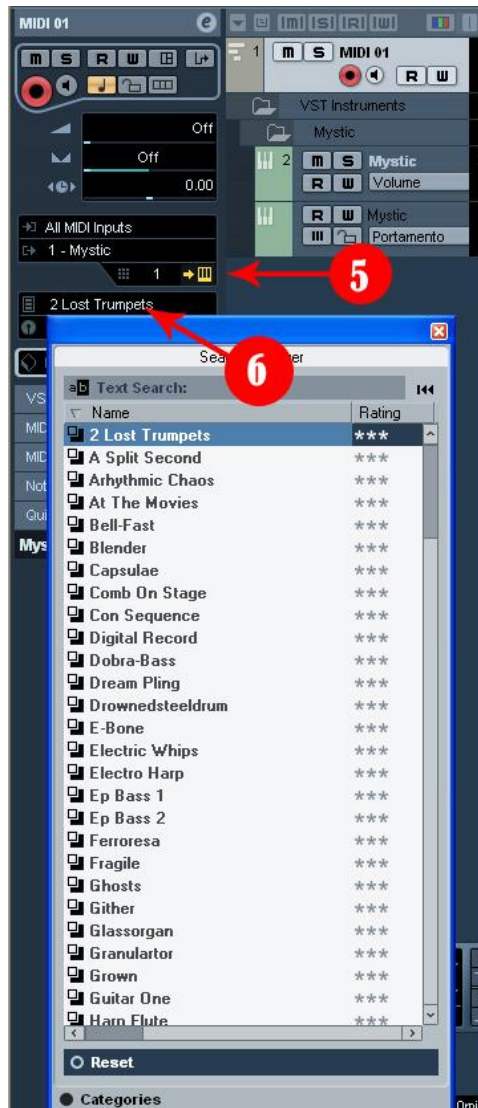 MIDI 01 e
M S R W
Off
Off
0.00
All MIDI Inputs
1 - Mystic
1
2 Lost Trumpets
M S R W
1 M S MIDI 01
R W
VST Instruments
Mystic
2 M S Mystic
R W Volume
R W Mystic
Portamento
5
6
VS
MID
MID
Not
Qui
Mys
Sea er
ab Text Search:
Name Rating
2 Lost Trumpets ***
A Split Second ***
Arhythmic Chaos ***
At The Movies ***
Bell-Fast ***
Blender ***
Capsulae ***
Comb On Stage ***
Con Sequence ***
Digital Record ***
Dobra-Bass ***
Dream Pling ***
Drownedsteeldrum ***
E-Bone ***
Electric Whips ***
Electro Harp ***
Ep Bass 1 ***
Ep Bass 2 ***
Ferroresa ***
Fragile ***
Ghosts ***
Gither ***
Glassorgan ***
Granulartor ***
Grown ***
Guitar One ***
Harp Flute ***
Reset
Categories